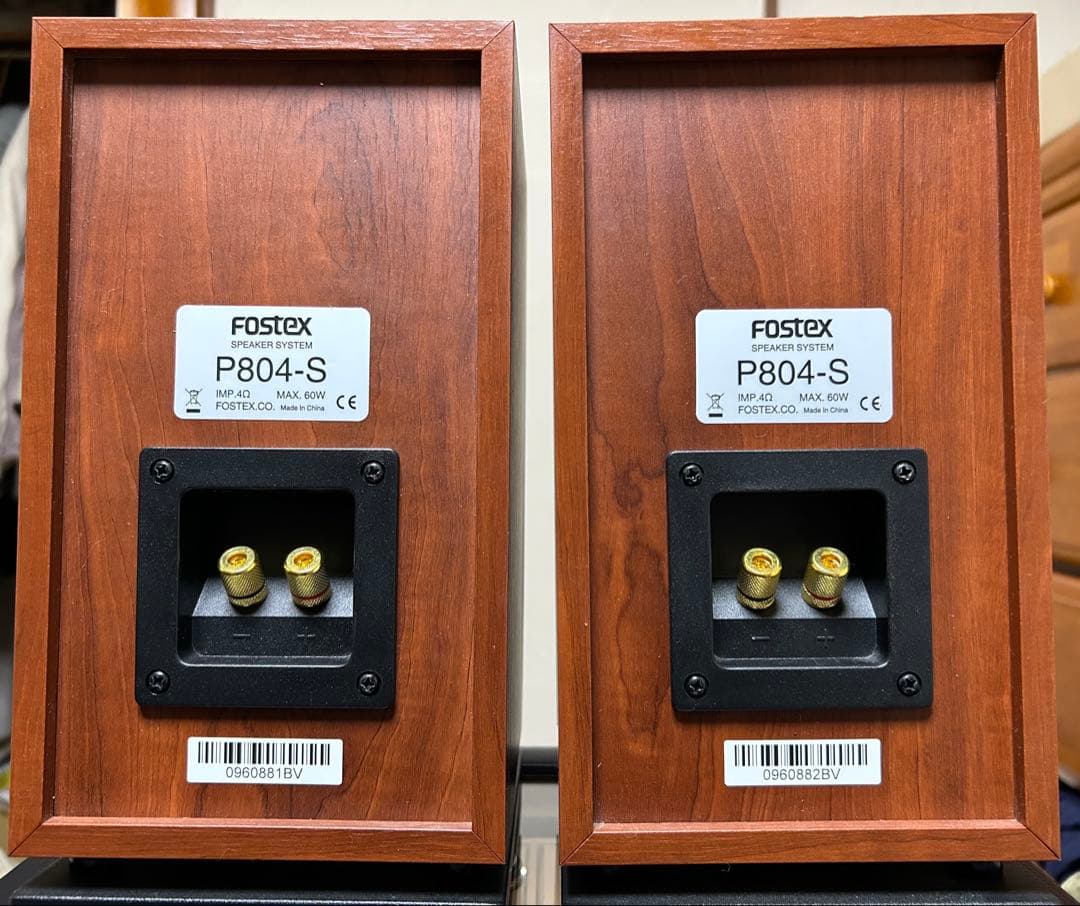 FOSTEX
SPEAKER SYSTEM
P804-S
IMP.4Ω MAX. 60W
FOSTEX.CO. Made in China CE
− +
0960881BV
FOSTEX
SPEAKER SYSTEM
P804-S
IMP.4Ω MAX. 60W
FOSTEX.CO. Made in China CE
− +
0960882BV